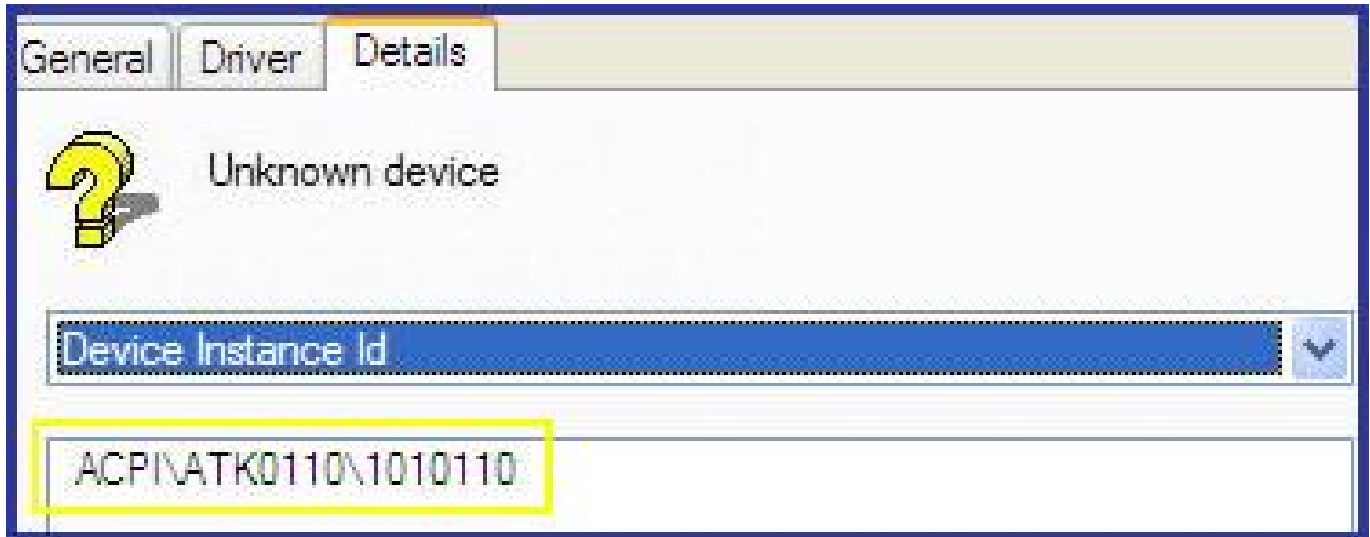 General Driver Details
Unknown device
Device Instance Id
ACPI\ATK0110\1010110